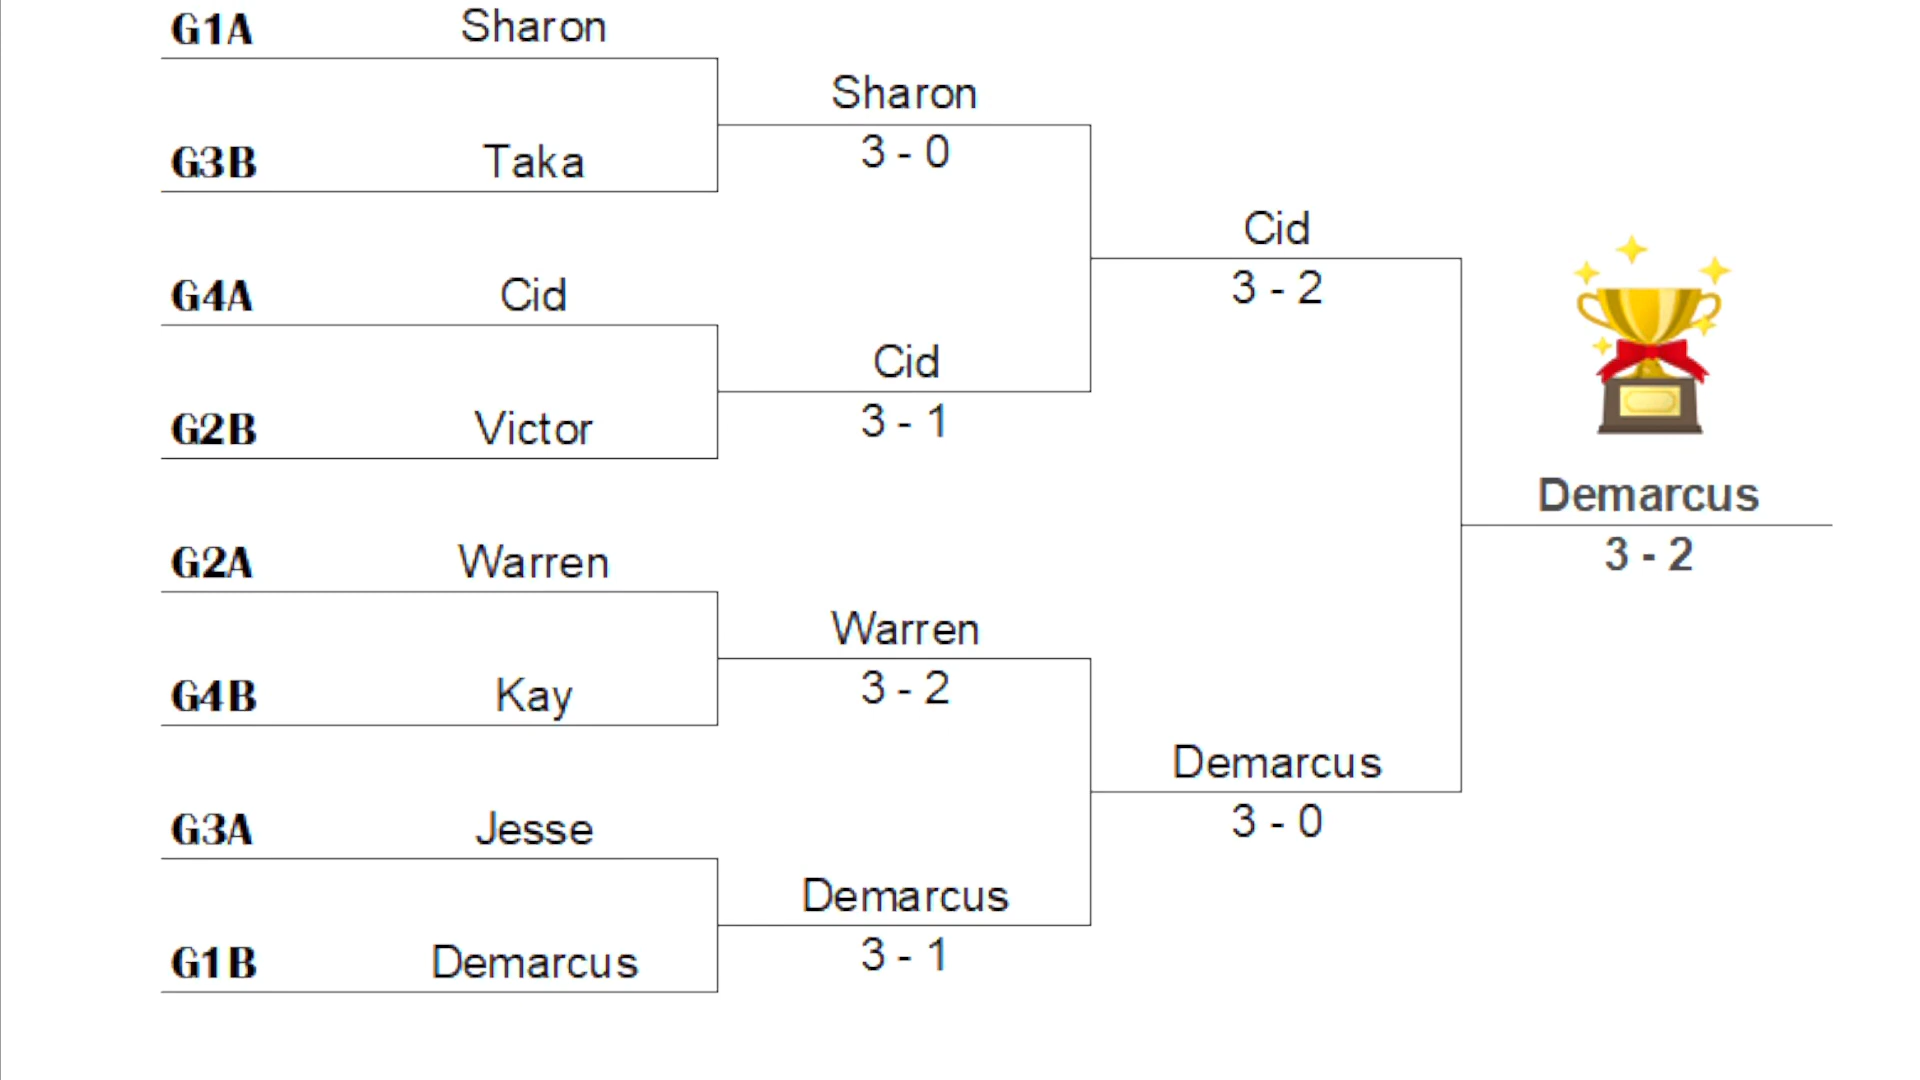 G1A Sharon
Sharon
3 - 0
G3B Taka
Cid
3 - 2
G4A Cid
Cid
3 - 1
G2B Victor
Demarcus
3 - 2
G2A Warren
Warren
3 - 2
G4B Kay
Demarcus
3 - 0
G3A Jesse
Demarcus
3 - 1
G1B Demarcus